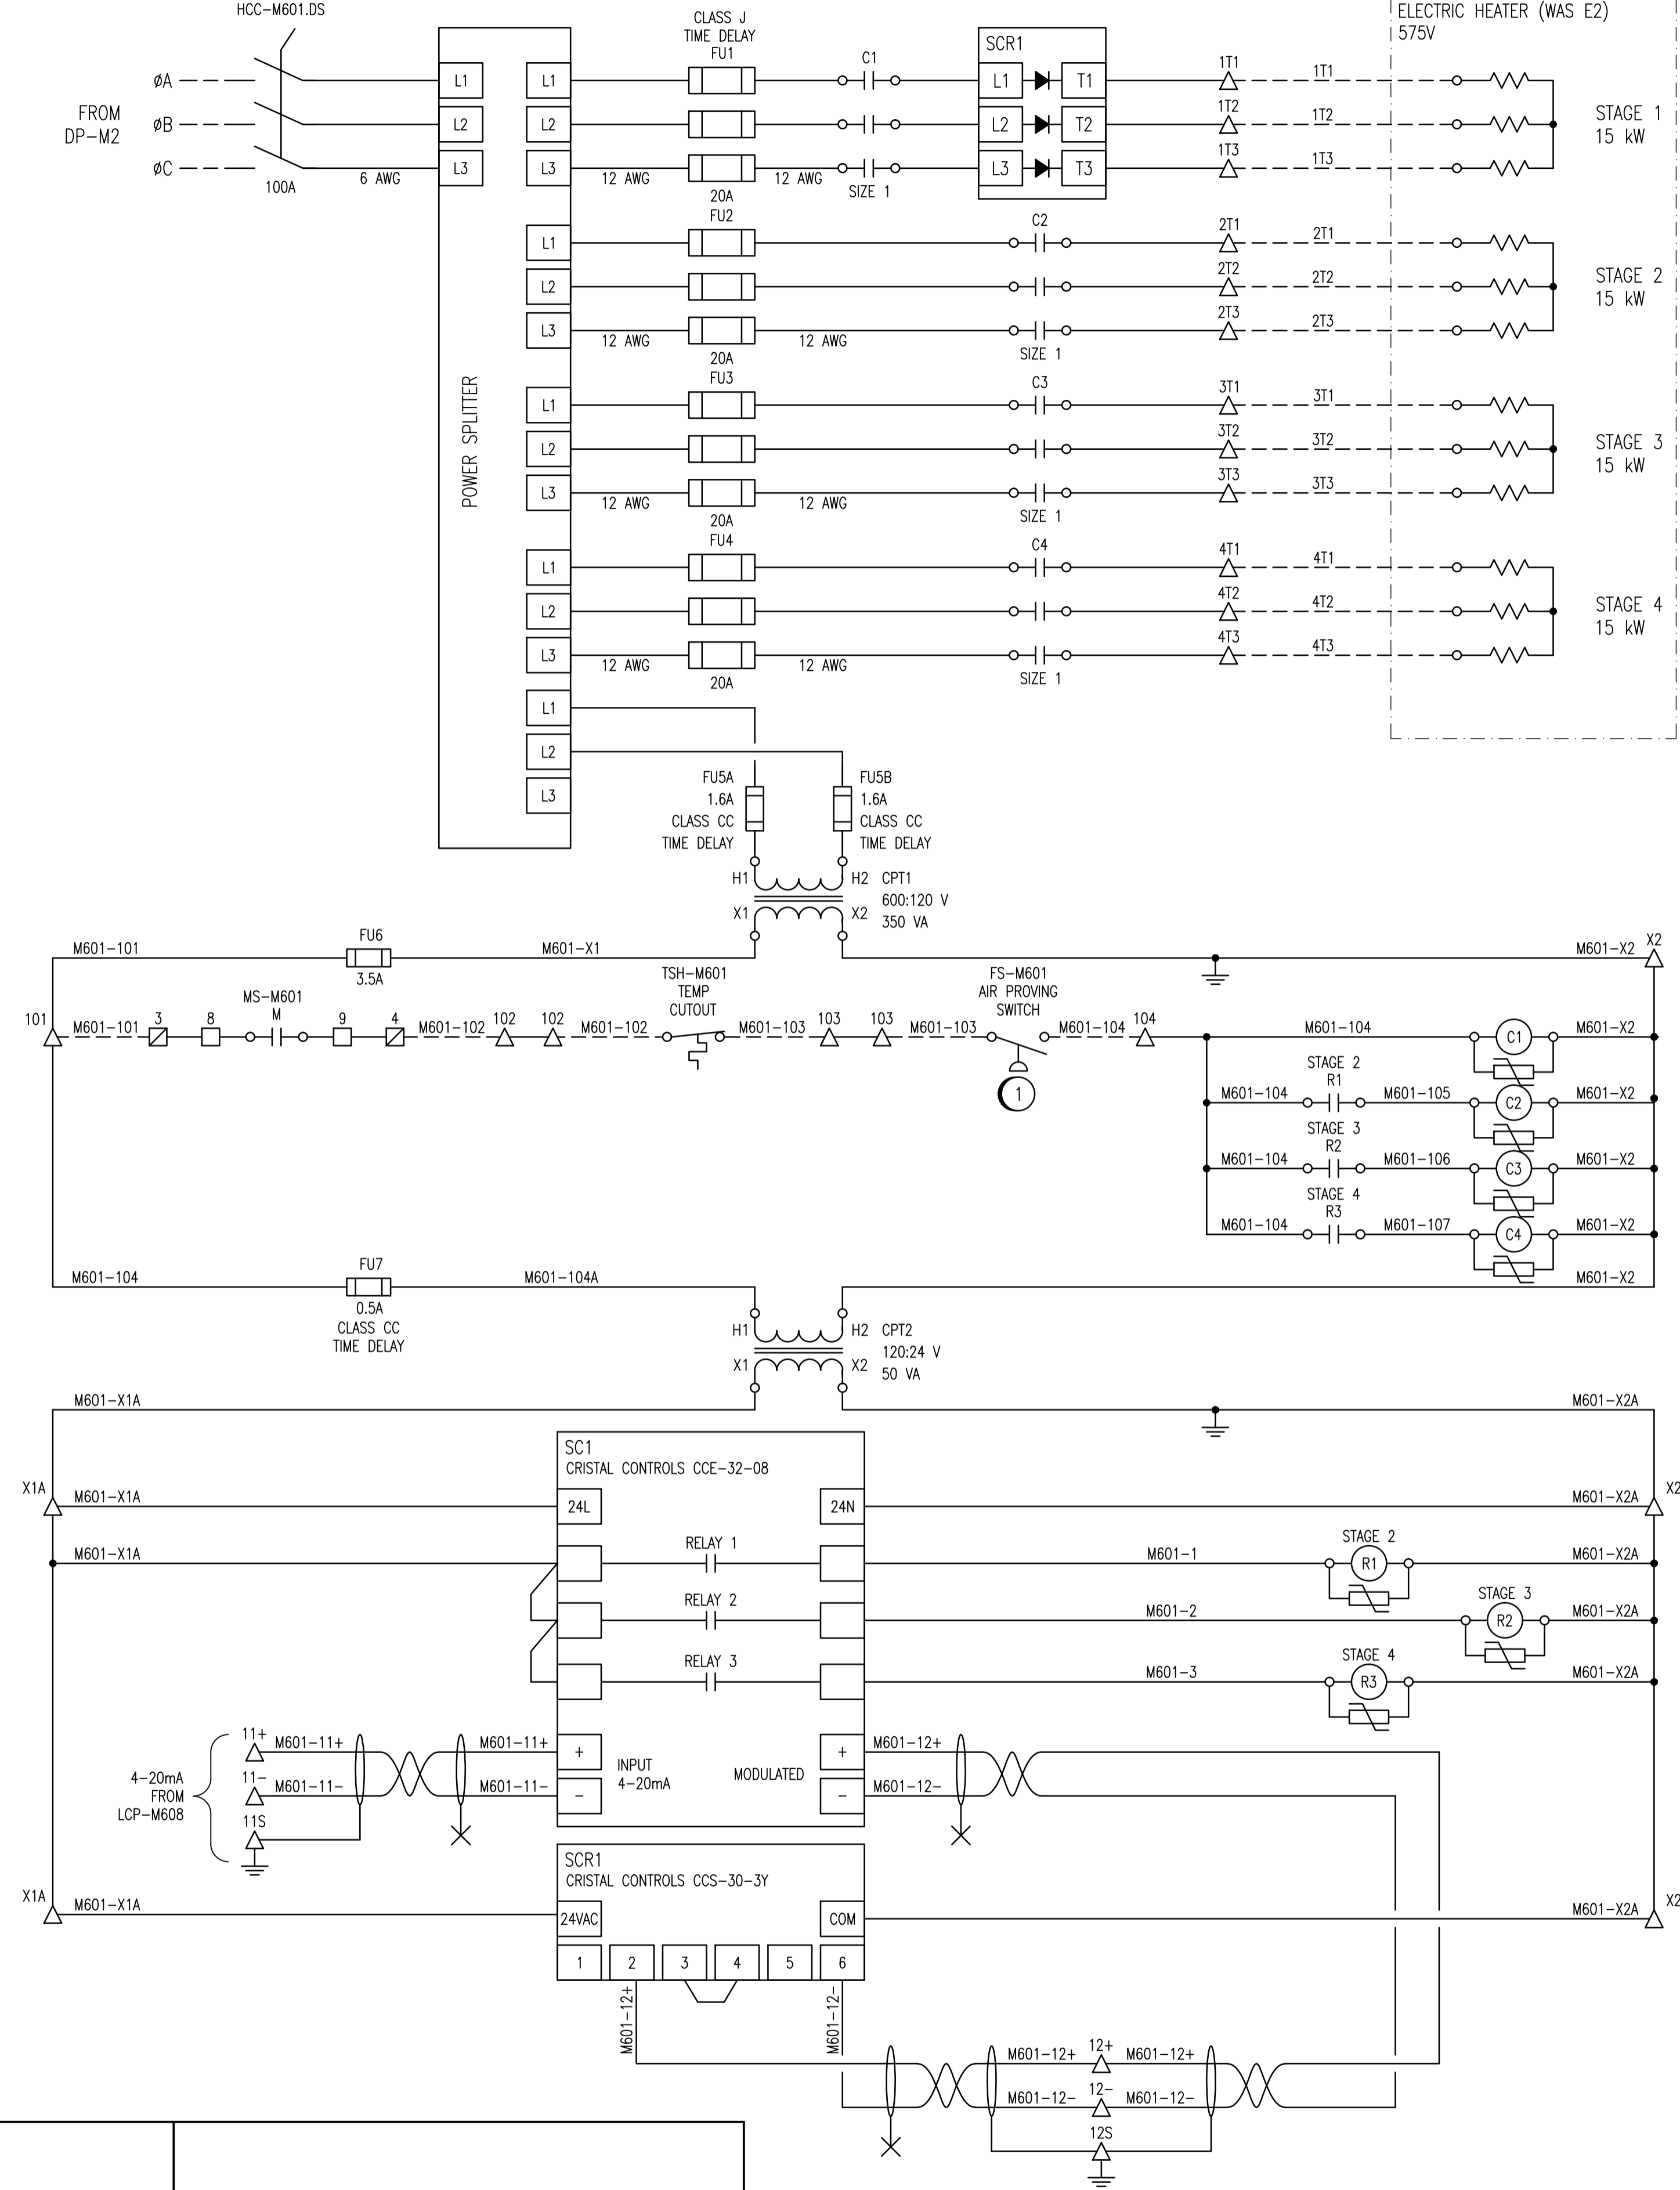 HCC-M601.DS
CLASS J
TIME DELAY
FU1
ELECTRIC HEATER (WAS E2)
575V
FROM
DP-M2
ØA
ØB
ØC
100A
6 AWG
L1
L2
L3
POWER SPLITTER
L1
L2
L3
12 AWG
20A
12 AWG
C1
SIZE 1
SCR1
L1 T1
L2 T2
L3 T3
1T1 1T1
1T2 1T2
1T3 1T3
STAGE 1
15 kW
FU2
L1
L2
L3
12 AWG
20A
12 AWG
C2
SIZE 1
2T1 2T1
2T2 2T2
2T3 2T3
STAGE 2
15 kW
FU3
L1
L2
L3
12 AWG
20A
12 AWG
C3
SIZE 1
3T1 3T1
3T2 3T2
3T3 3T3
STAGE 3
15 kW
FU4
L1
L2
L3
12 AWG
20A
12 AWG
C4
SIZE 1
4T1 4T1
4T2 4T2
4T3 4T3
STAGE 4
15 kW
L1
L2
L3
FU5A
1.6A
CLASS CC
TIME DELAY
FU5B
1.6A
CLASS CC
TIME DELAY
H1 H2
X1 X2
CPT1
600:120 V
350 VA
M601-101
FU6
3.5A
M601-X1
M601-X2
X2
101
M601-101
3
8
MS-M601
M
9
4
M601-102
102
102
M601-102
TSH-M601
TEMP
CUTOUT
M601-103
103
103
M601-103
FS-M601
AIR PROVING
SWITCH
1
M601-104
104
M601-104
C1
M601-X2
M601-104
STAGE 2
R1
M601-105
C2
M601-X2
M601-104
STAGE 3
R2
M601-106
C3
M601-X2
M601-104
STAGE 4
R3
M601-107
C4
M601-X2
M601-104
FU7
0.5A
CLASS CC
TIME DELAY
M601-104A
M601-X2
H1 H2
X1 X2
CPT2
120:24 V
50 VA
M601-X1A
M601-X2A
SC1
CRISTAL CONTROLS CCE-32-08
X1A
M601-X1A
24L
24N
M601-X2A
X2
M601-X1A
RELAY 1
M601-1
STAGE 2
R1
M601-X2A
RELAY 2
M601-2
STAGE 3
R2
M601-X2A
RELAY 3
M601-3
STAGE 4
R3
M601-X2A
4-20mA
FROM
LCP-M608
11+
M601-11+
M601-11+
+
11-
M601-11-
M601-11-
-
11S
INPUT
4-20mA
MODULATED
+
M601-12+
-
M601-12-
SCR1
CRISTAL CONTROLS CCS-30-3Y
X1A
M601-X1A
24VAC
COM
M601-X2A
X2
1 2 3 4 5 6
M601-12+
M601-12-
M601-12+
12+
M601-12+
M601-12-
12-
M601-12-
12S